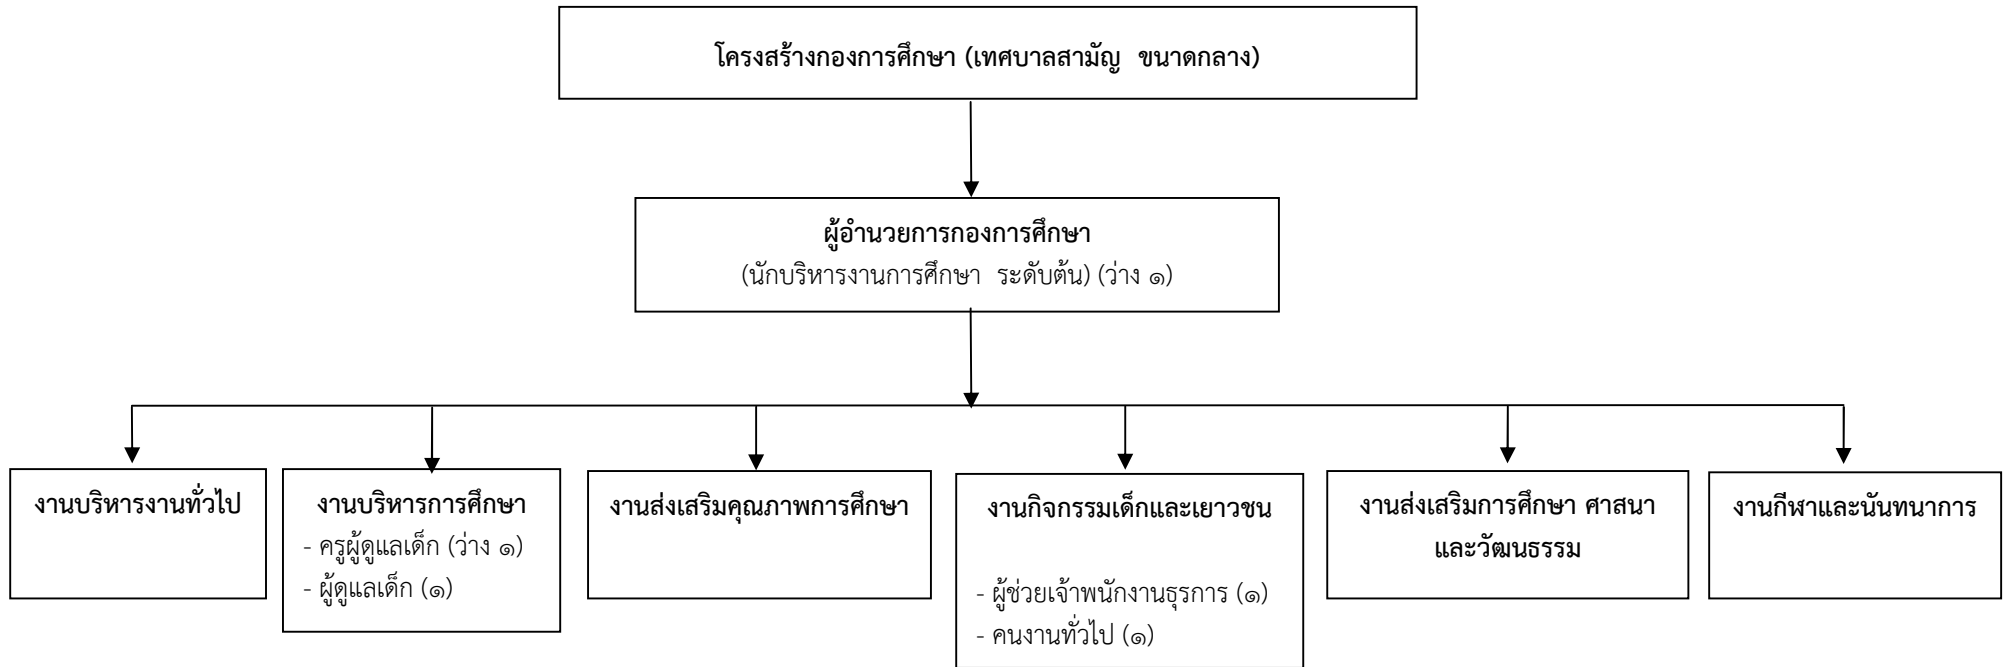 โครงสร้างกองการศึกษา (เทศบาลสามัญ ขนาดกลาง)
ผู้อำนวยการกองการศึกษา
(นักบริหารงานการศึกษา ระดับต้น) (ว่าง ๑)
งานบริหารงานทั่วไป
งานบริหารการศึกษา
- ครูผู้ดูแลเด็ก (ว่าง ๑)
- ผู้ดูแลเด็ก (๑)
งานส่งเสริมคุณภาพการศึกษา
งานกิจกรรมเด็กและเยาวชน
- ผู้ช่วยเจ้าพนักงานธุรการ (๑)
- คนงานทั่วไป (๑)
งานส่งเสริมการศึกษา ศาสนา
และวัฒนธรรม
งานกีฬาและนันทนาการ